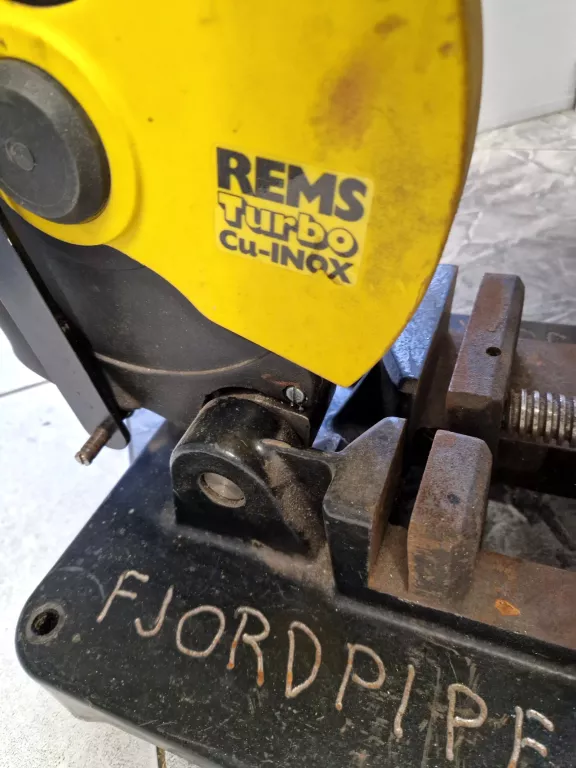 REMS
Turbo
Cu-INOX
FJORDPIPE